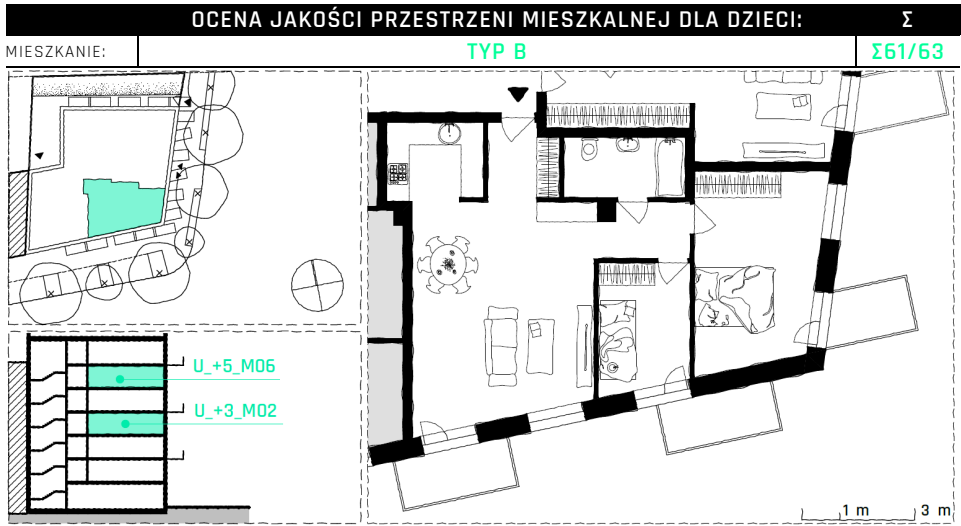 OCENA JAKOŚCI PRZESTRZENI MIESZKALNEJ DLA DZIECI: Σ
MIESZKANIE: TYP B Σ61/63
U_+5_M06
U_+3_M02
1 m 3 m